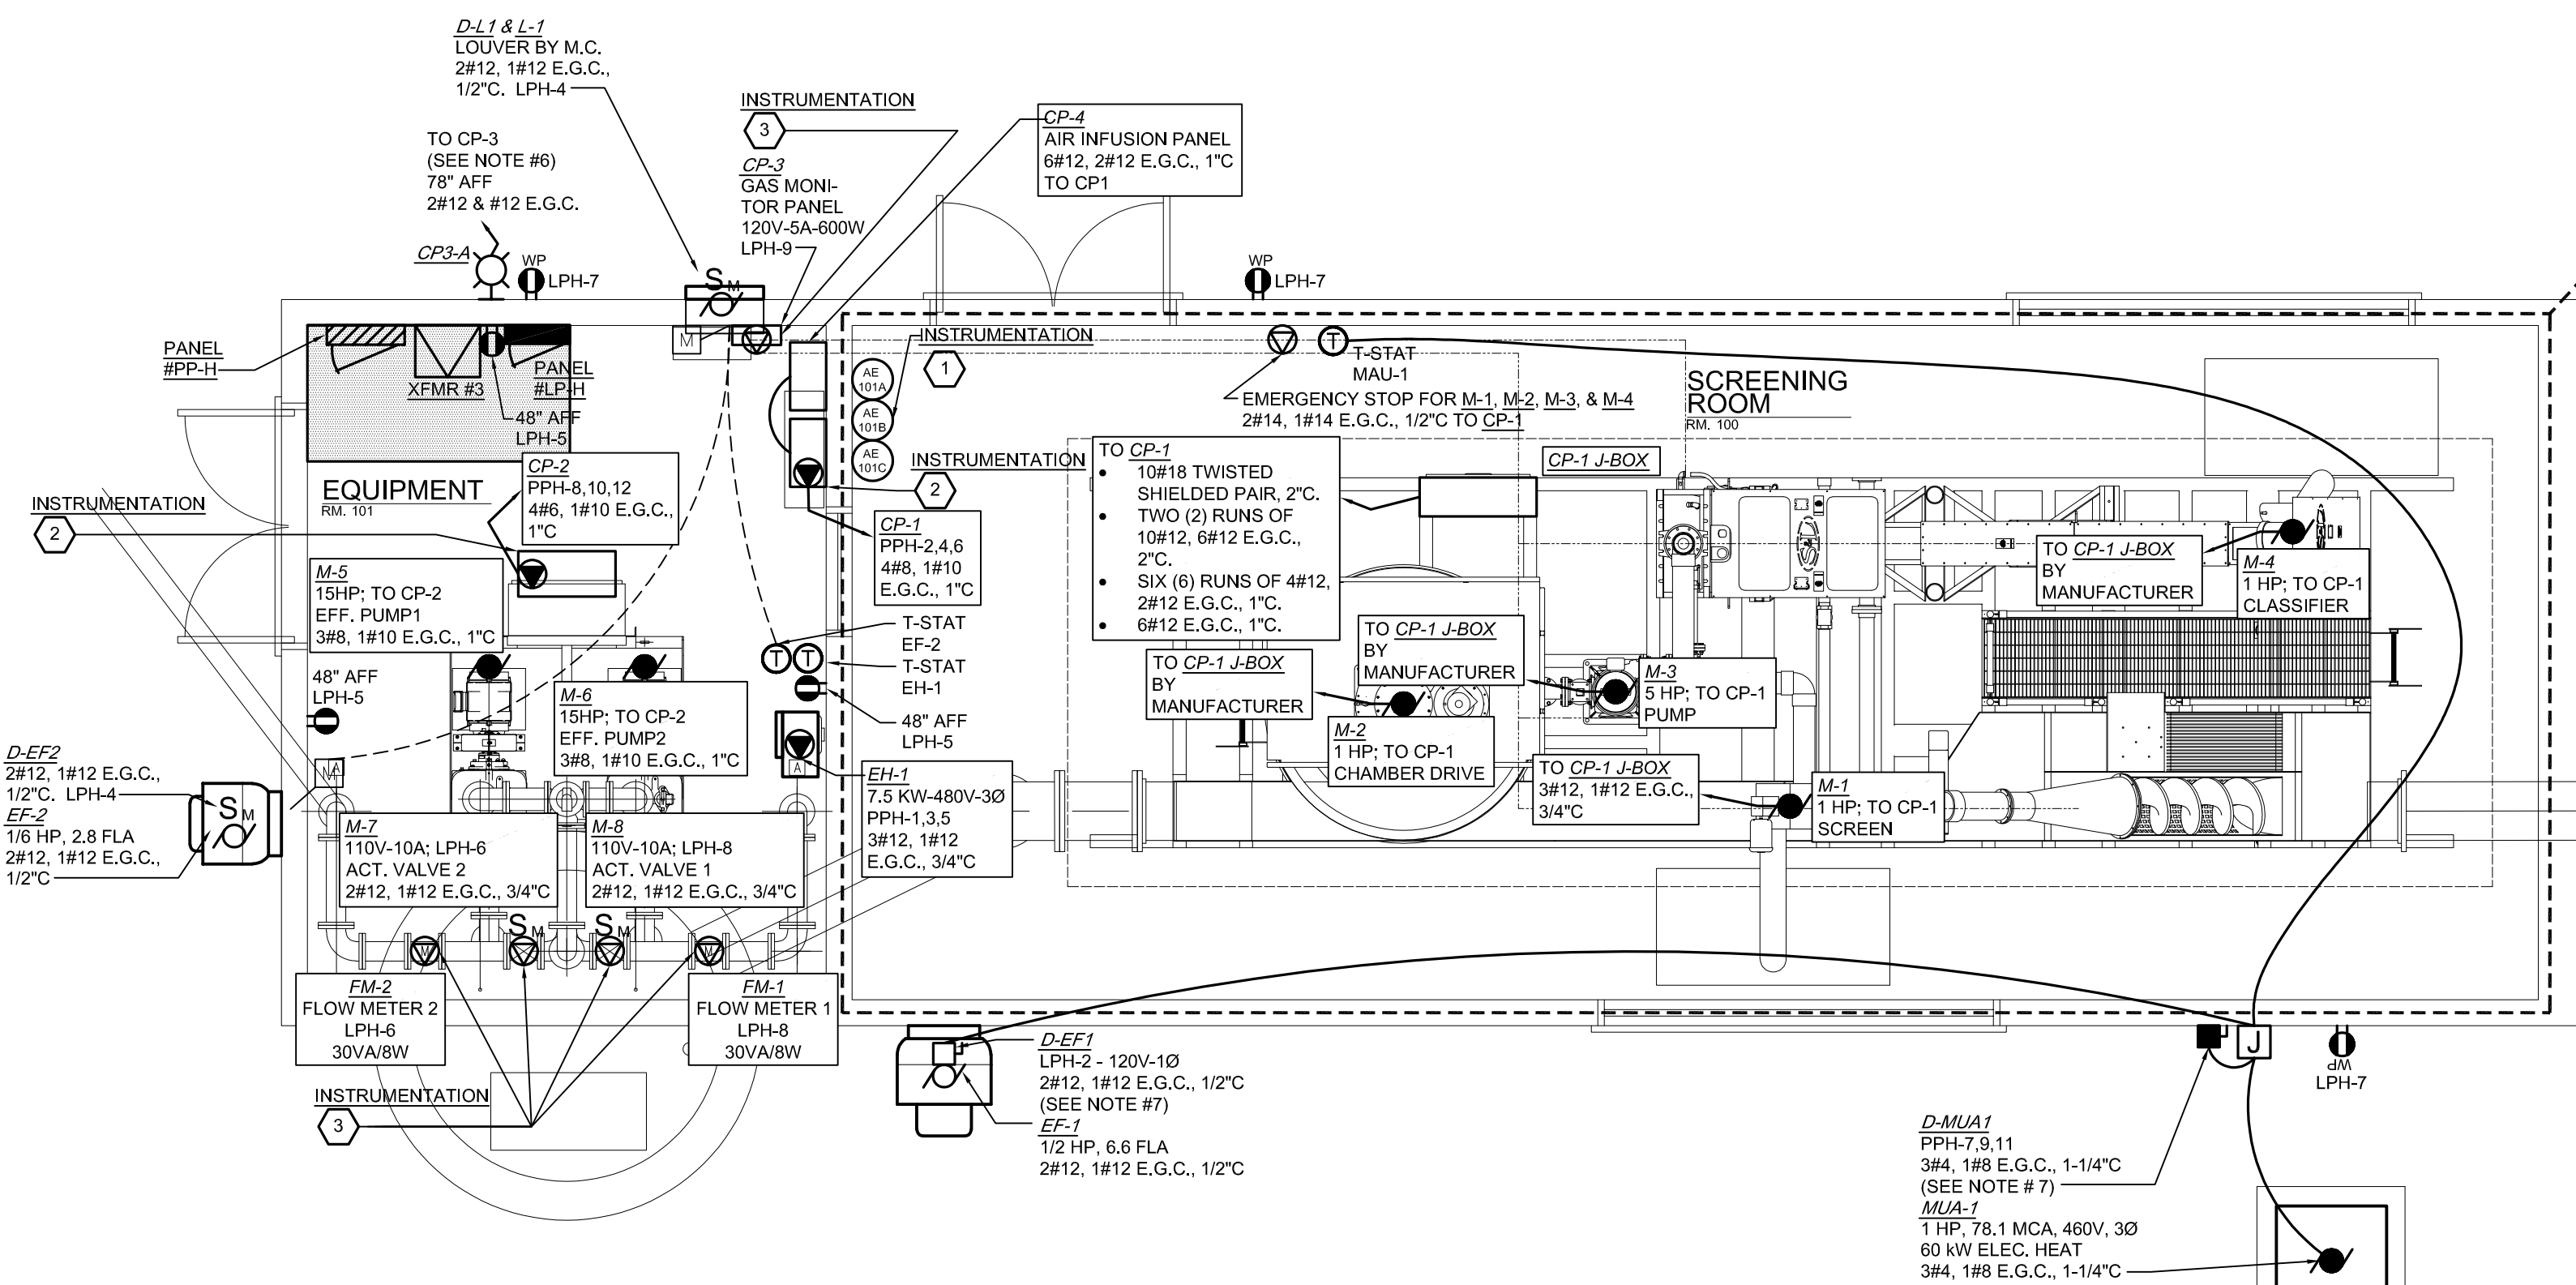 D-L1 & L-1
LOUVER BY M.C.
2#12, 1#12 E.G.C.,
1/2"C. LPH-4
TO CP-3
(SEE NOTE #6)
78" AFF
2#12 & #12 E.G.C.
CP3-A
WP
LPH-7
INSTRUMENTATION
3
CP-3
GAS MONI-
TOR PANEL
120V-5A-600W
LPH-9
CP-4
AIR INFUSION PANEL
6#12, 2#12 E.G.C., 1"C
TO CP1
S M
M
WP
LPH-7
PANEL
#PP-H
XFMR #3
PANEL
#LP-H
48" AFF
LPH-5
AE
101A
AE
101B
AE
101C
INSTRUMENTATION
1
T
T-STAT
MAU-1
EMERGENCY STOP FOR M-1, M-2, M-3, & M-4
2#14, 1#14 E.G.C., 1/2"C TO CP-1
SCREENING
ROOM
RM. 100
INSTRUMENTATION
2
EQUIPMENT
RM. 101
INSTRUMENTATION
2
CP-2
PPH-8,10,12
4#6, 1#10 E.G.C.,
1"C
CP-1
PPH-2,4,6
4#8, 1#10
E.G.C., 1"C
TO CP-1
• 10#18 TWISTED
SHIELDED PAIR, 2"C.
• TWO (2) RUNS OF
10#12, 6#12 E.G.C.,
2"C.
• SIX (6) RUNS OF 4#12,
2#12 E.G.C., 1"C.
• 6#12 E.G.C., 1"C.
CP-1 J-BOX
TO CP-1 J-BOX
BY
MANUFACTURER
M-4
1 HP; TO CP-1
CLASSIFIER
M-5
15HP; TO CP-2
EFF. PUMP1
3#8, 1#10 E.G.C., 1"C
T-STAT
EF-2
T-STAT
EH-1
T
T
48" AFF
LPH-5
48" AFF
LPH-5
M-6
15HP; TO CP-2
EFF. PUMP2
3#8, 1#10 E.G.C., 1"C
TO CP-1 J-BOX
BY
MANUFACTURER
TO CP-1 J-BOX
BY
MANUFACTURER
M-3
5 HP; TO CP-1
PUMP
M-2
1 HP; TO CP-1
CHAMBER DRIVE
TO CP-1 J-BOX
3#12, 1#12 E.G.C.,
3/4"C
M-1
1 HP; TO CP-1
SCREEN
D-EF2
2#12, 1#12 E.G.C.,
1/2"C. LPH-4
EF-2
1/6 HP, 2.8 FLA
2#12, 1#12 E.G.C.,
1/2"C
S M
M
A
A
EH-1
7.5 KW-480V-3Ø
PPH-1,3,5
3#12, 1#12
E.G.C., 3/4"C
M-7
110V-10A; LPH-6
ACT. VALVE 2
2#12, 1#12 E.G.C., 3/4"C
M-8
110V-10A; LPH-8
ACT. VALVE 1
2#12, 1#12 E.G.C., 3/4"C
S M
S M
M
M
FM-2
FLOW METER 2
LPH-6
30VA/8W
FM-1
FLOW METER 1
LPH-8
30VA/8W
INSTRUMENTATION
3
D-EF1
LPH-2 - 120V-1Ø
2#12, 1#12 E.G.C., 1/2"C
(SEE NOTE #7)
EF-1
1/2 HP, 6.6 FLA
2#12, 1#12 E.G.C., 1/2"C
J
WP
LPH-7
D-MUA1
PPH-7,9,11
3#4, 1#8 E.G.C., 1-1/4"C
(SEE NOTE # 7)
MUA-1
1 HP, 78.1 MCA, 460V, 3Ø
60 kW ELEC. HEAT
3#4, 1#8 E.G.C., 1-1/4"C